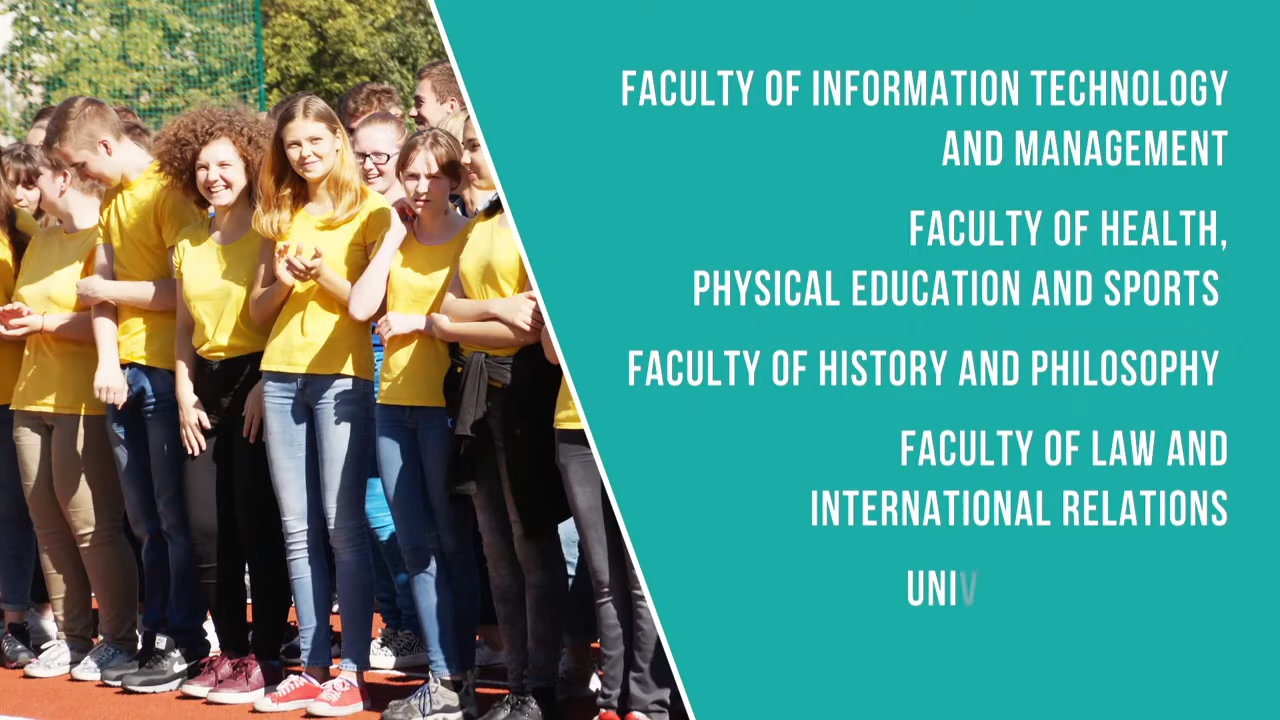 FACULTY OF INFORMATION TECHNOLOGY
AND MANAGEMENT
FACULTY OF HEALTH,
PHYSICAL EDUCATION AND SPORTS
FACULTY OF HISTORY AND PHILOSOPHY
FACULTY OF LAW AND
INTERNATIONAL RELATIONS
UNIV